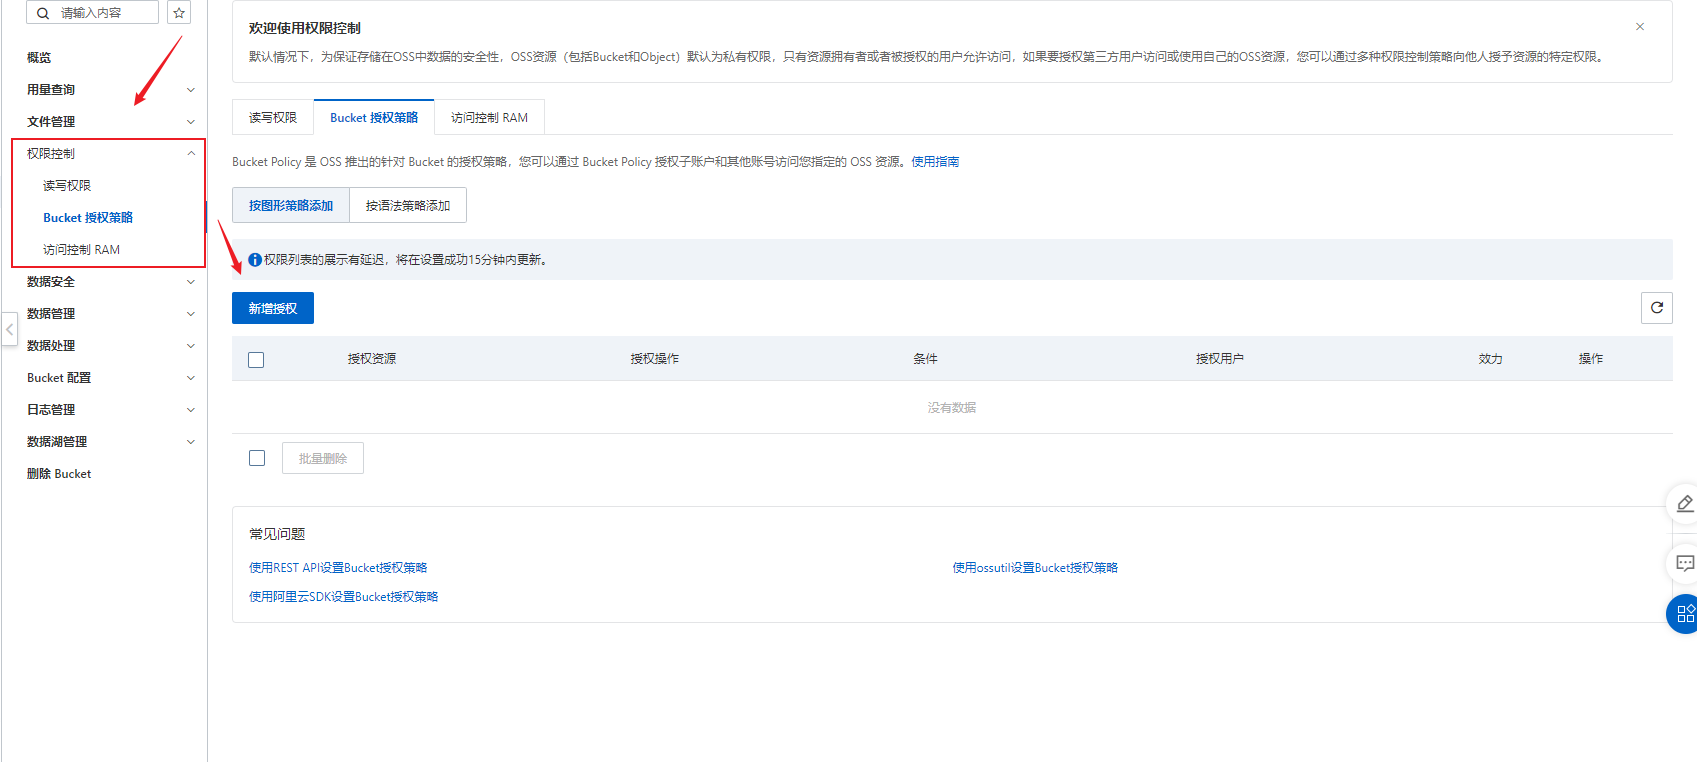 请输入内容
概览
用量查询
文件管理
权限控制
读写权限
Bucket 授权策略
访问控制 RAM
数据安全
数据管理
数据处理
Bucket 配置
日志管理
数据湖管理
删除 Bucket
欢迎使用权限控制
默认情况下，为保证存储在OSS中数据的安全性，OSS资源（包括Bucket和Object）默认为私有权限，只有资源拥有者或者被授权的用户允许访问，如果要授权第三方用户访问或使用自己的OSS资源，您可以通过多种权限控制策略向他人授予资源的特定权限。
读写权限 Bucket 授权策略 访问控制 RAM
Bucket Policy 是 OSS 推出的针对 Bucket 的授权策略，您可以通过 Bucket Policy 授权子账户和其他账号访问您指定的 OSS 资源。使用指南
按图形策略添加 按语法策略添加
权限列表的展示有延迟，将在设置成功15分钟内更新。
新增授权
授权资源 授权操作 条件 授权用户 效力 操作
没有数据
批量删除
常见问题
使用REST API设置Bucket授权策略 使用ossutil设置Bucket授权策略
使用阿里云SDK设置Bucket授权策略